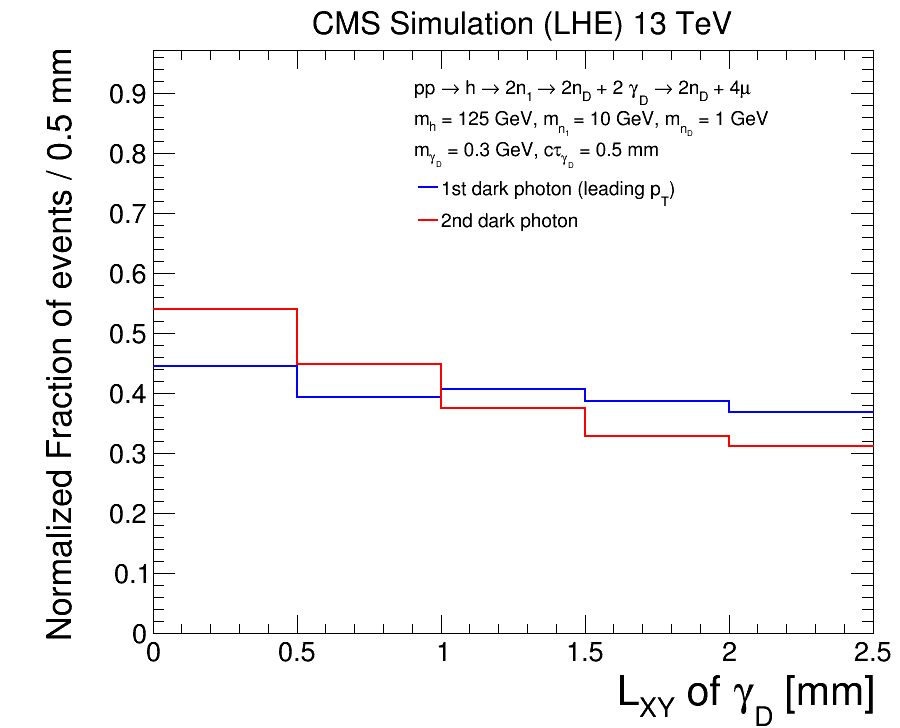 CMS Simulation (LHE) 13 TeV
Normalized Fraction of events / 0.5 mm
pp → h → 2n₁ → 2n_D + 2 γ_D → 2n_D + 4μ
m_h = 125 GeV, m_n₁ = 10 GeV, m_n_D = 1 GeV
m_γ_D = 0.3 GeV, cτ_γ_D = 0.5 mm
1st dark photon (leading p_T)
2nd dark photon
0.9
0.8
0.7
0.6
0.5
0.4
0.3
0.2
0.1
0
0 0.5 1 1.5 2 2.5
L_XY of γ_D [mm]